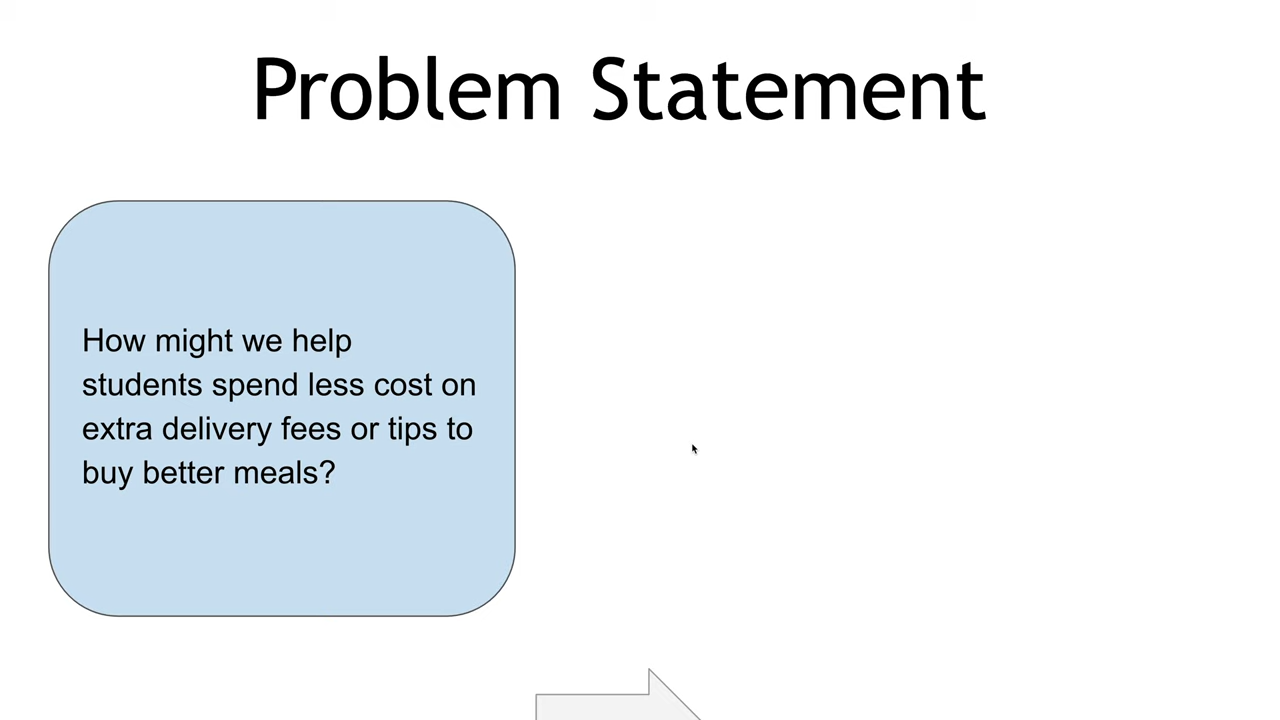 Problem Statement
How might we help
students spend less cost on
extra delivery fees or tips to
buy better meals?